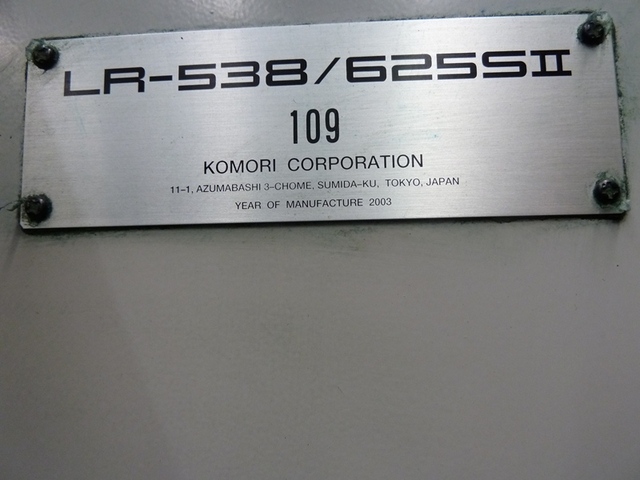 LR-538/625SII
109
KOMORI CORPORATION
11-1, AZUMABASHI 3-CHOME, SUMIDA-KU, TOKYO, JAPAN
YEAR OF MANUFACTURE 2003